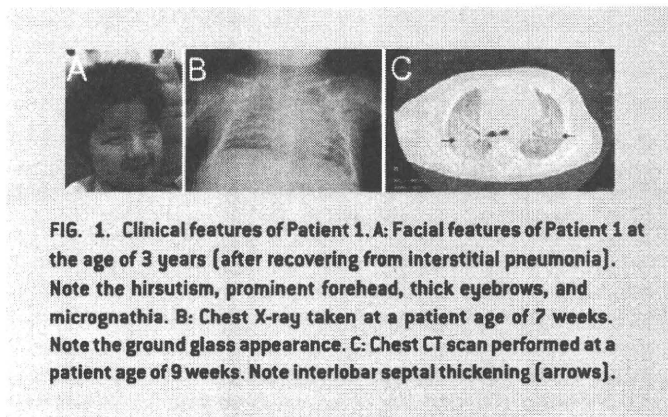 A B C
FIG. 1. Clinical features of Patient 1. A: Facial features of Patient 1 at
the age of 3 years (after recovering from interstitial pneumonia).
Note the hirsutism, prominent forehead, thick eyebrows, and
micrognathia. B: Chest X-ray taken at a patient age of 7 weeks.
Note the ground glass appearance. C: Chest CT scan performed at a
patient age of 9 weeks. Note interlobar septal thickening (arrows).